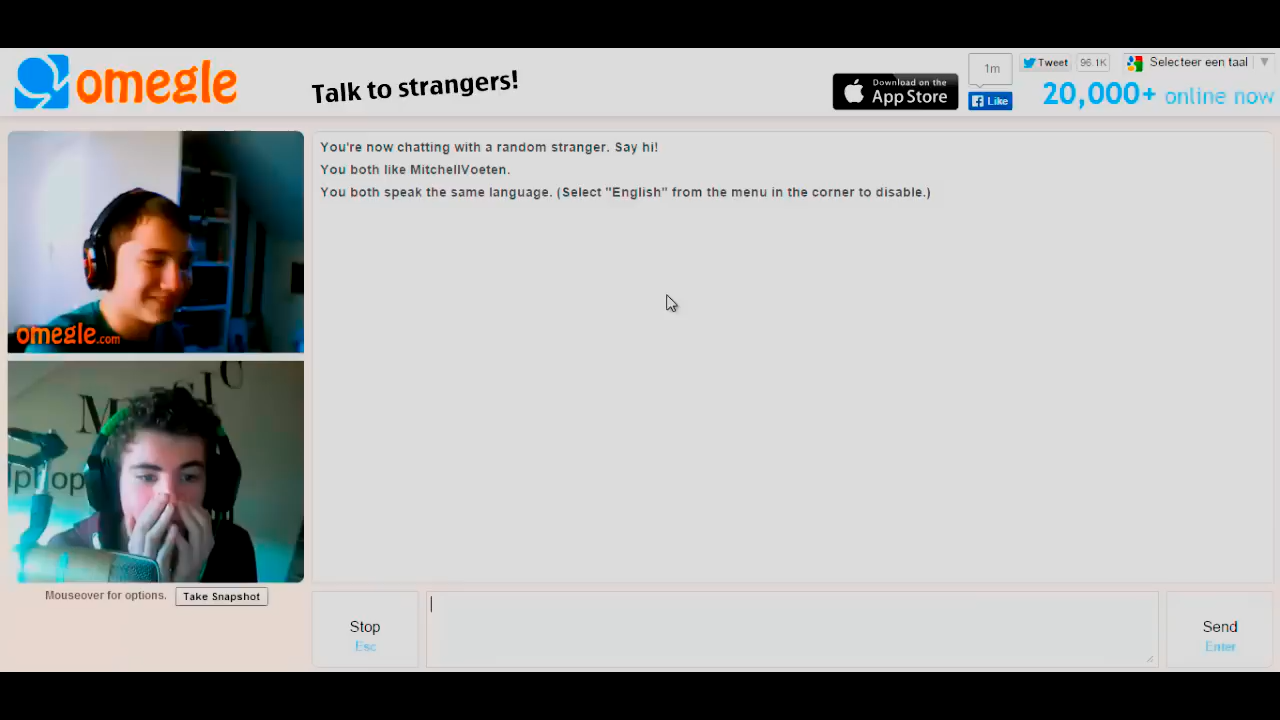 omegle
Talk to strangers!
Download on the
App Store
1m
Like
Tweet
96.1K
Selecteer een taal
20,000+ online now
You're now chatting with a random stranger. Say hi!
You both like MitchellVoeten.
You both speak the same language. (Select "English" from the menu in the corner to disable.)
omegle.com
MUSIC
iphop
Mouseover for options.
Take Snapshot
Stop
Esc
Send
Enter